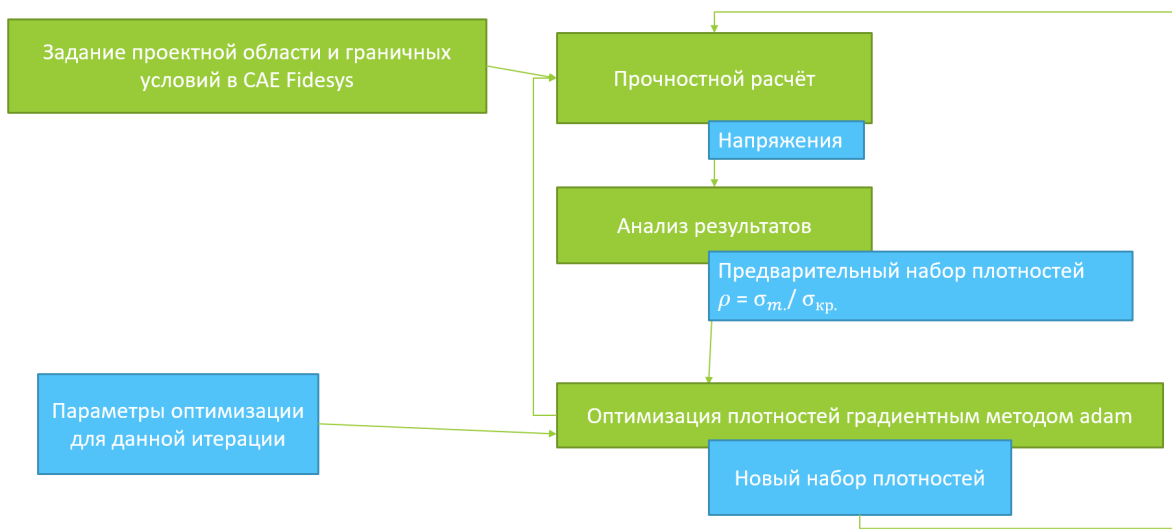 Задание проектной области и граничных
условий в CAE Fidesys
Прочностной расчёт
Напряжения
Анализ результатов
Предварительный набор плотностей
ρ = σm./ σкр.
Параметры оптимизации
для данной итерации
Оптимизация плотностей градиентным методом adam
Новый набор плотностей